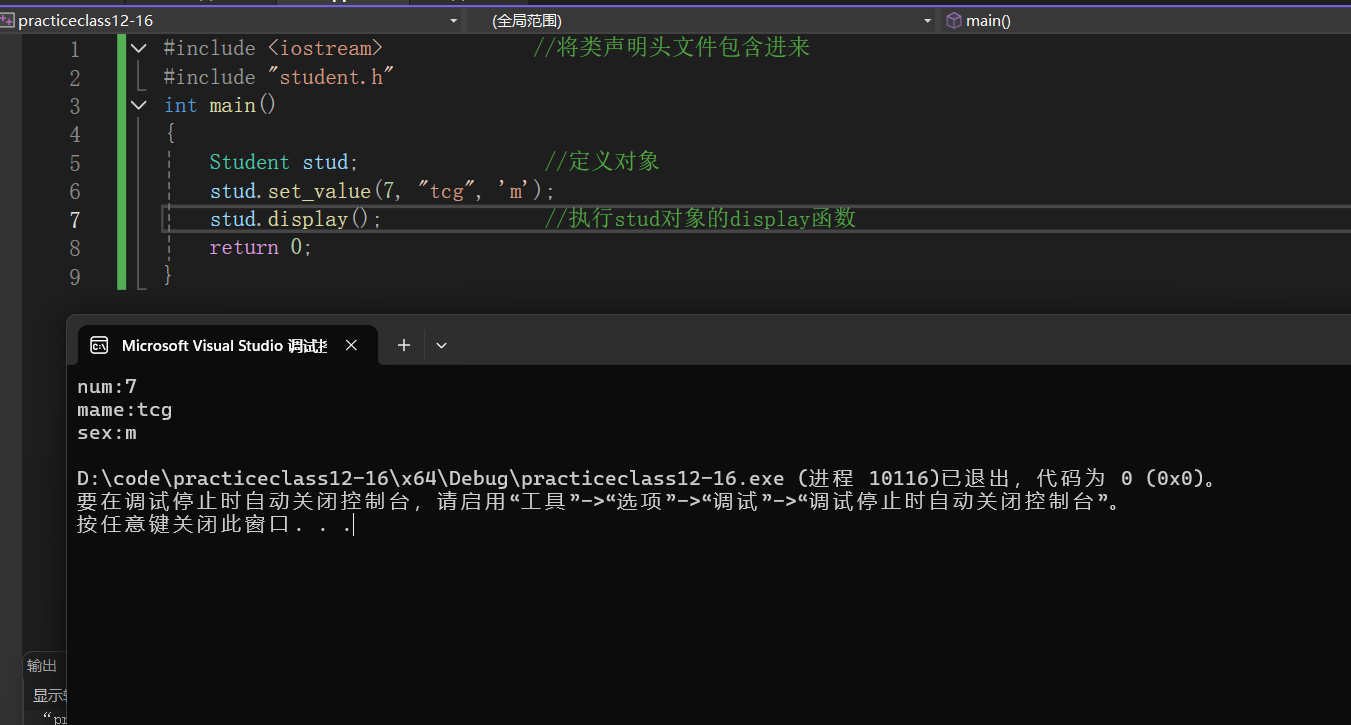 practiceclass12-16 (全局范围) main()
1 #include <iostream> //将类声明头文件包含进来
2 #include "student.h"
3 int main()
4 {
5 Student stud; //定义对象
6 stud.set_value(7, "tcg", 'm');
7 stud.display(); //执行stud对象的display函数
8 return 0;
9 }
Microsoft Visual Studio 调试
num:7
mame:tcg
sex:m
D:\code\practiceclass12-16\x64\Debug\practiceclass12-16.exe (进程 10116)已退出，代码为 0 (0x0)。
要在调试停止时自动关闭控制台，请启用“工具”->“选项”->“调试”->“调试停止时自动关闭控制台”。
按任意键关闭此窗口. . .
输出
显示
“pr